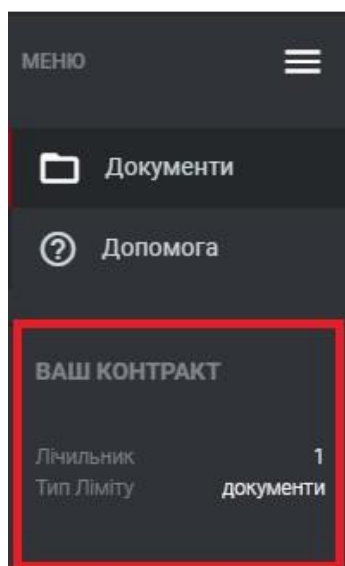 МЕНЮ
Документи
Допомога
ВАШ КОНТРАКТ
Лічильник 1
Тип Ліміту документи